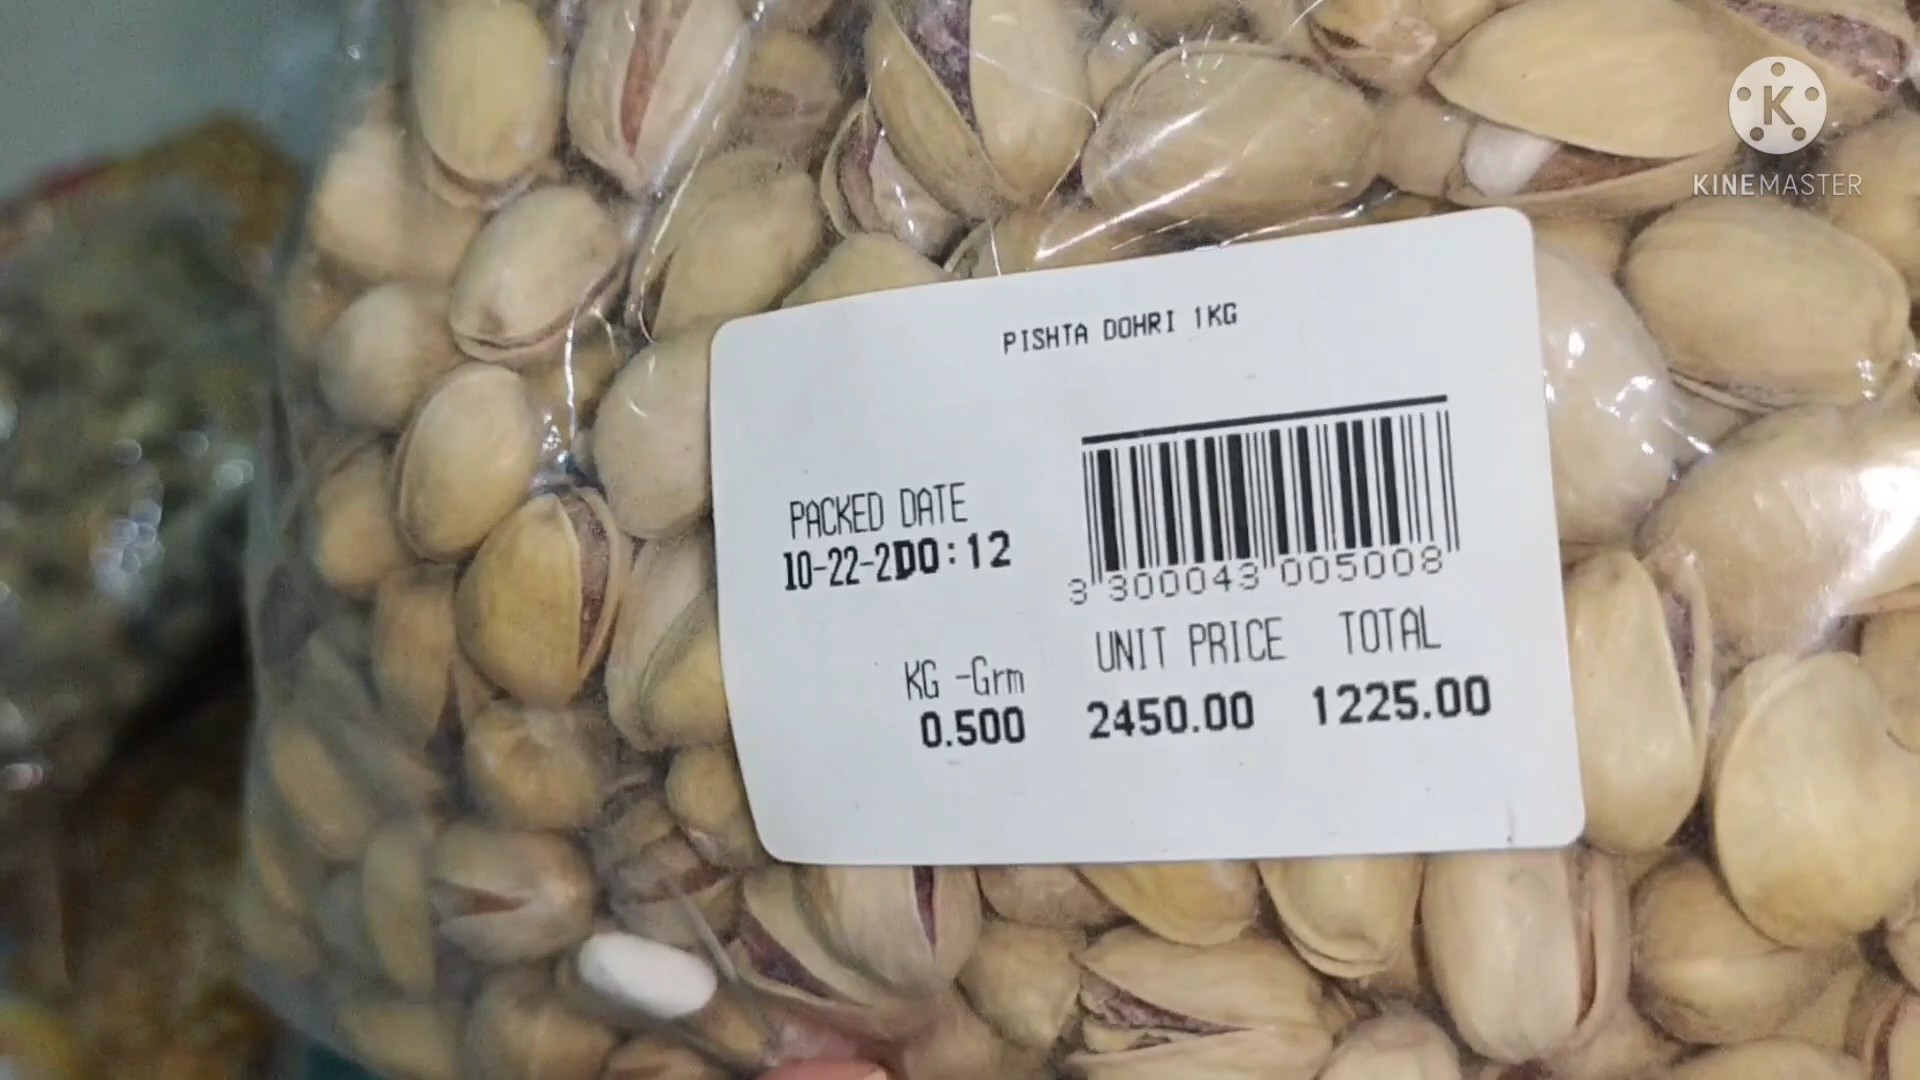 KINEMASTER
PISHTA DOHRI 1KG
3 300043 005008
PACKED DATE
10-22-2DO:12
KG -Grm UNIT PRICE TOTAL
0.500 2450.00 1225.00